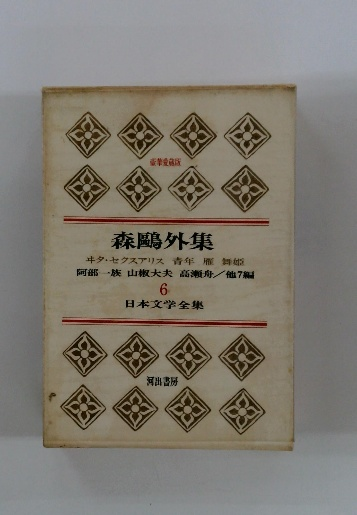 豪華愛蔵版
森鷗外集
ヰタ・セクスアリス 青年 雁 舞姫
阿部一族 山椒大夫 高瀬舟／他7編
6
日本文学全集
河出書房